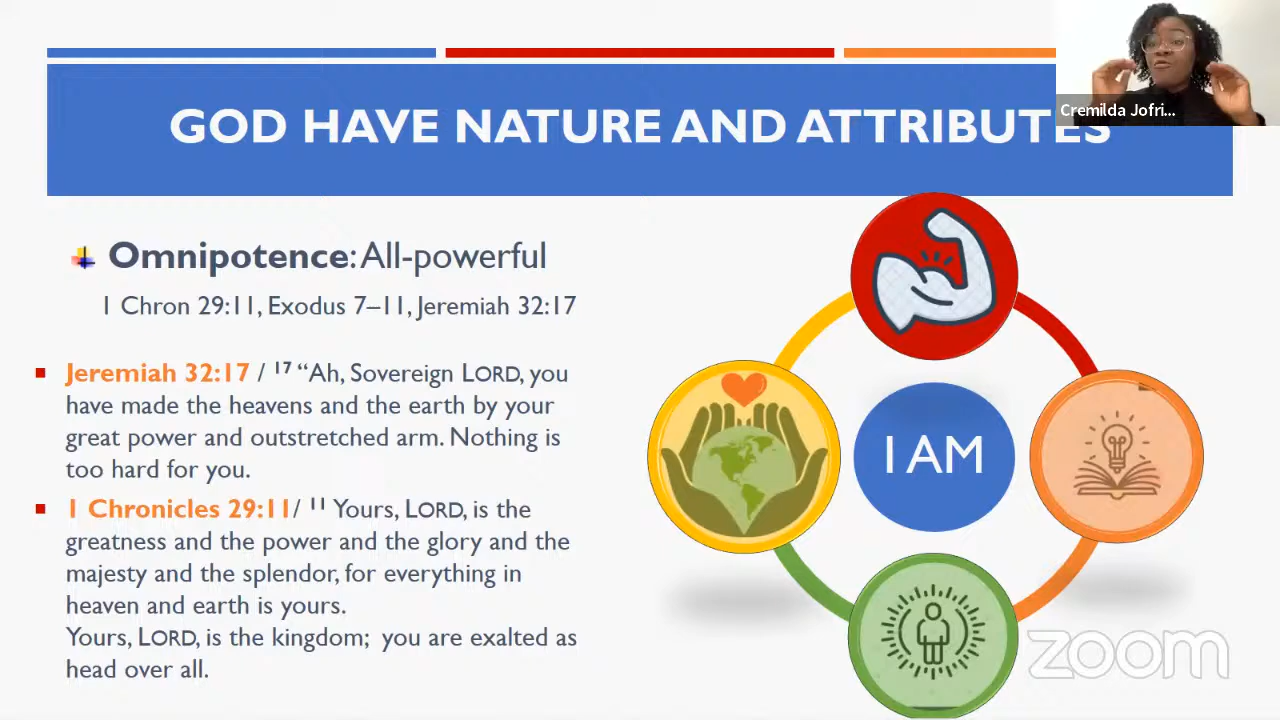 GOD HAVE NATURE AND ATTRIBUTES
Cremilda Jofri...
Omnipotence: All-powerful
1 Chron 29:11, Exodus 7–11, Jeremiah 32:17
Jeremiah 32:17 / 17 “Ah, Sovereign LORD, you
have made the heavens and the earth by your
great power and outstretched arm. Nothing is
too hard for you.
1 Chronicles 29:11/ 11 Yours, LORD, is the
greatness and the power and the glory and the
majesty and the splendor, for everything in
heaven and earth is yours.
Yours, LORD, is the kingdom; you are exalted as
head over all.
I AM
zoom